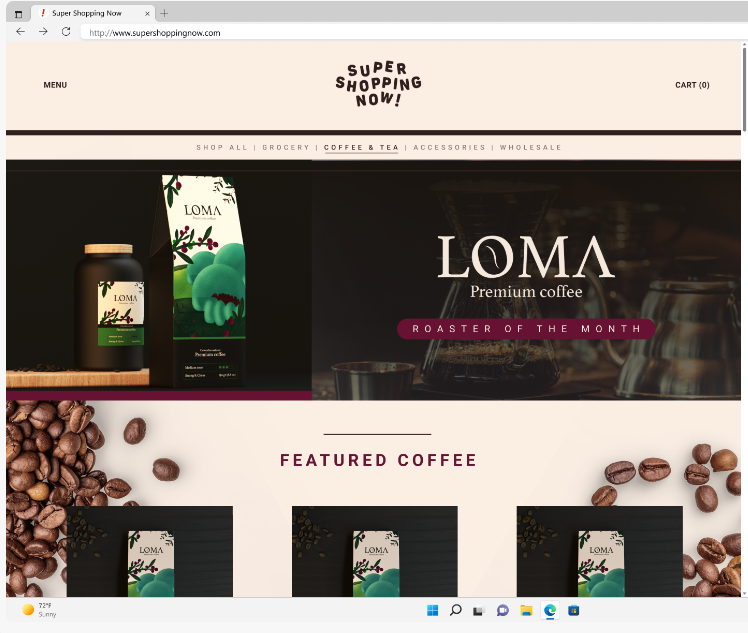 Super Shopping Now
http://www.supershoppingnow.com
MENU
SUPER
SHOPPING
NOW!
CART (0)
SHOP ALL | GROCERY | COFFEE & TEA | ACCESSORIES | WHOLESALE
LOMA
LOMA
Premium coffee
LOMA
Premium coffee
ROASTER OF THE MONTH
FEATURED COFFEE
LOMA
LOMA
LOMA
72°F
Sunny